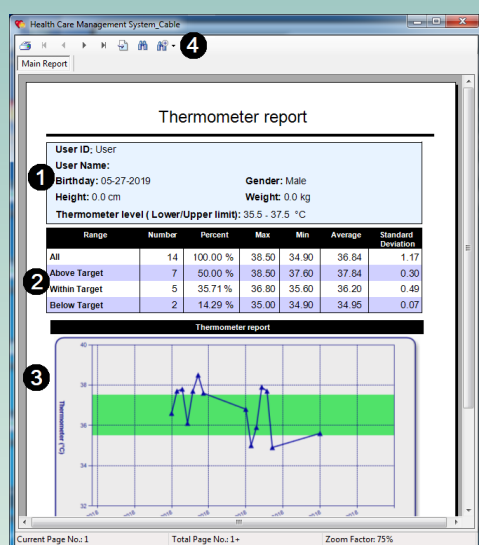 Health Care Management System_Cable
4
Main Report
Thermometer report
1
User ID; User
User Name:
Birthday: 05-27-2019 Gender: Male
Height: 0.0 cm Weight: 0.0 kg
Thermometer level ( Lower/Upper limit): 35.5 - 37.5 °C
Range Number Percent Max Min Average Standard Deviation
All 14 100.00 % 38.50 34.90 36.84 1.17
Above Target 7 50.00 % 38.50 37.60 37.84 0.30
2
Within Target 5 35.71 % 36.80 35.60 36.20 0.49
Below Target 2 14.29 % 35.00 34.90 34.95 0.07
Thermometer report
3
Thermometer (°C)
40
38
36
34
32
Current Page No.: 1 Total Page No.: 1+ Zoom Factor: 75%